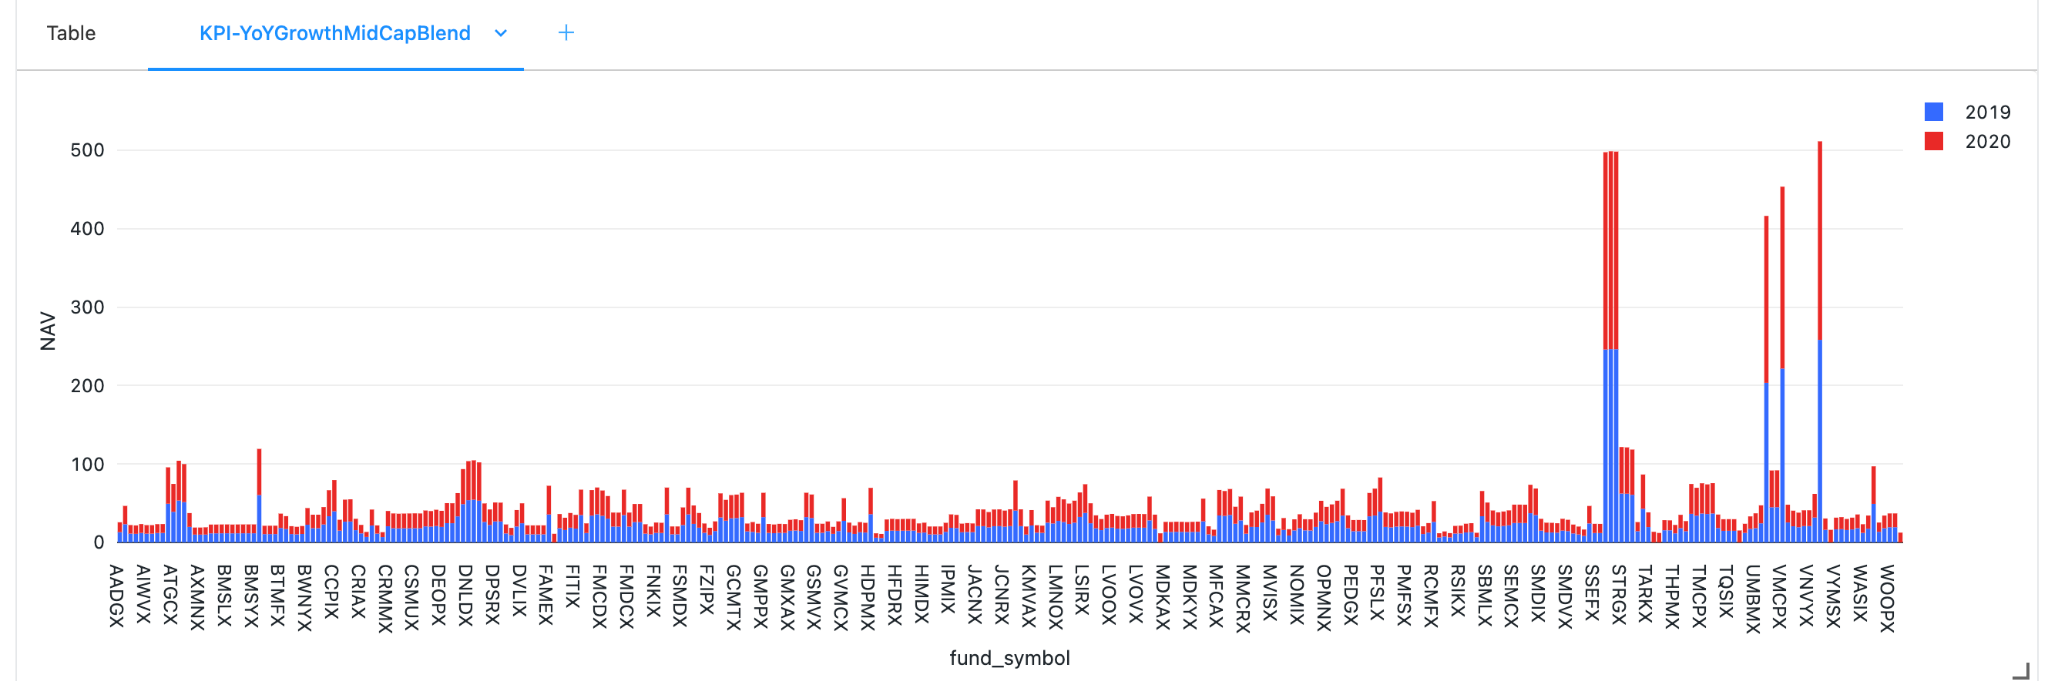 Table
KPI-YoYGrowthMidCapBlend
+
2019
2020
500
400
300
200
100
0
NAV
AADGX
AIWVX
ATGCX
AXMNX
BMSLX
BMSYX
BTMFX
BWNYX
CCPIX
CRIAX
CRMMX
CSMUX
DEOPX
DNLDX
DPSRX
DVLIX
FAMEX
FITIX
FMCDX
FMDCX
FNKIX
FSMDX
FZIPX
GCMTX
GMPPX
GMXAX
GSMVX
GVMCX
HDPMX
HFDRX
HIMDX
IPMIX
JACNX
JCNRX
KMVAX
LMNOX
LSIRX
LVOOX
LVOVX
MDKAX
MDKYX
MFCAX
MMCRX
MVISX
NOMIX
OPMNX
PEDGX
PFSLX
PMFSX
RCMFX
RSIKX
SBMLX
SEMCX
SMDIX
SMDVX
SSEFX
STRGX
TARKX
THPMX
TMCPX
TQSIX
UMBMX
VMCPX
VNVYX
VYMSX
WASIX
WOOPX
fund_symbol